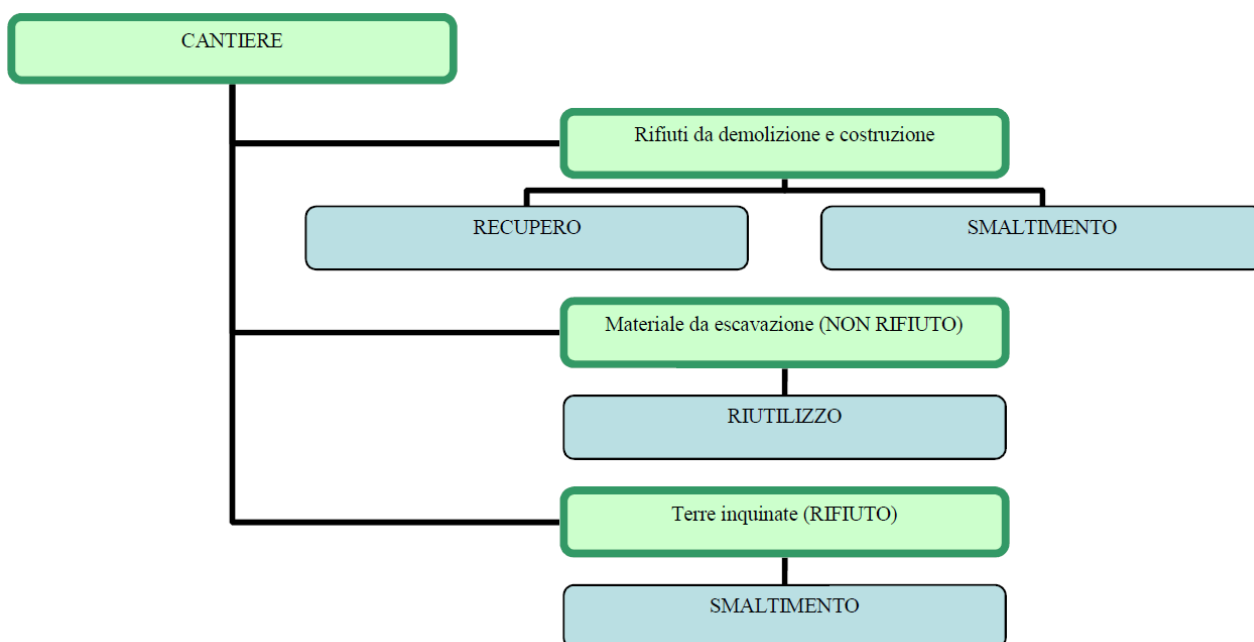 CANTIERE
Rifiuti da demolizione e costruzione
RECUPERO
SMALTIMENTO
Materiale da escavazione (NON RIFIUTO)
RIUTILIZZO
Terre inquinate (RIFIUTO)
SMALTIMENTO